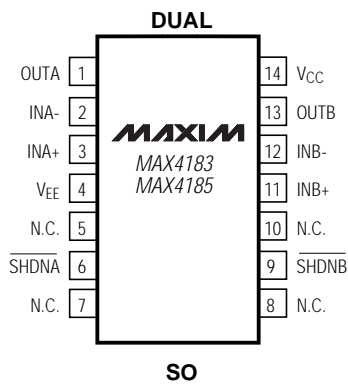 DUAL
OUTA 1 14 VCC
INA- 2 13 OUTB
MAXIM
INA+ 3 12 INB-
MAX4183
MAX4185
VEE 4 11 INB+
N.C. 5 10 N.C.
SHDNA 6 9 SHDNB
N.C. 7 8 N.C.
SO